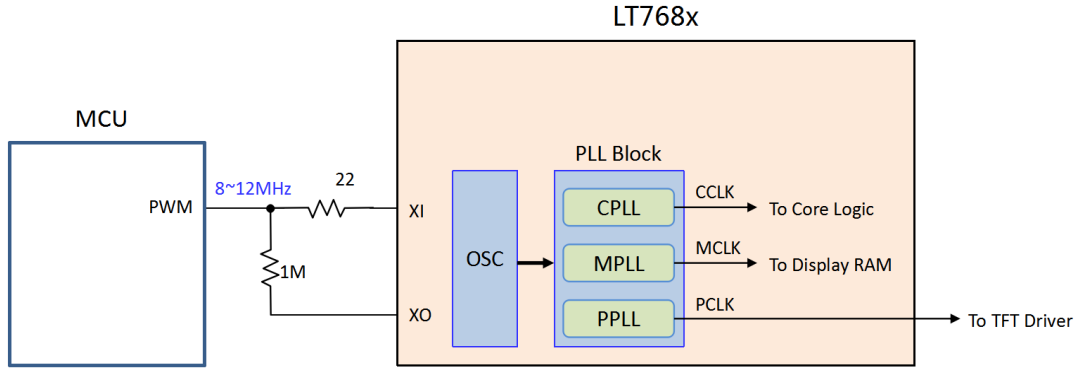 LT768x
MCU
PLL Block
8~12MHz
22
CCLK
PWM
XI
CPLL
To Core Logic
OSC
MCLK
1M
MPLL
To Display RAM
PCLK
XO
PPLL
To TFT Driver